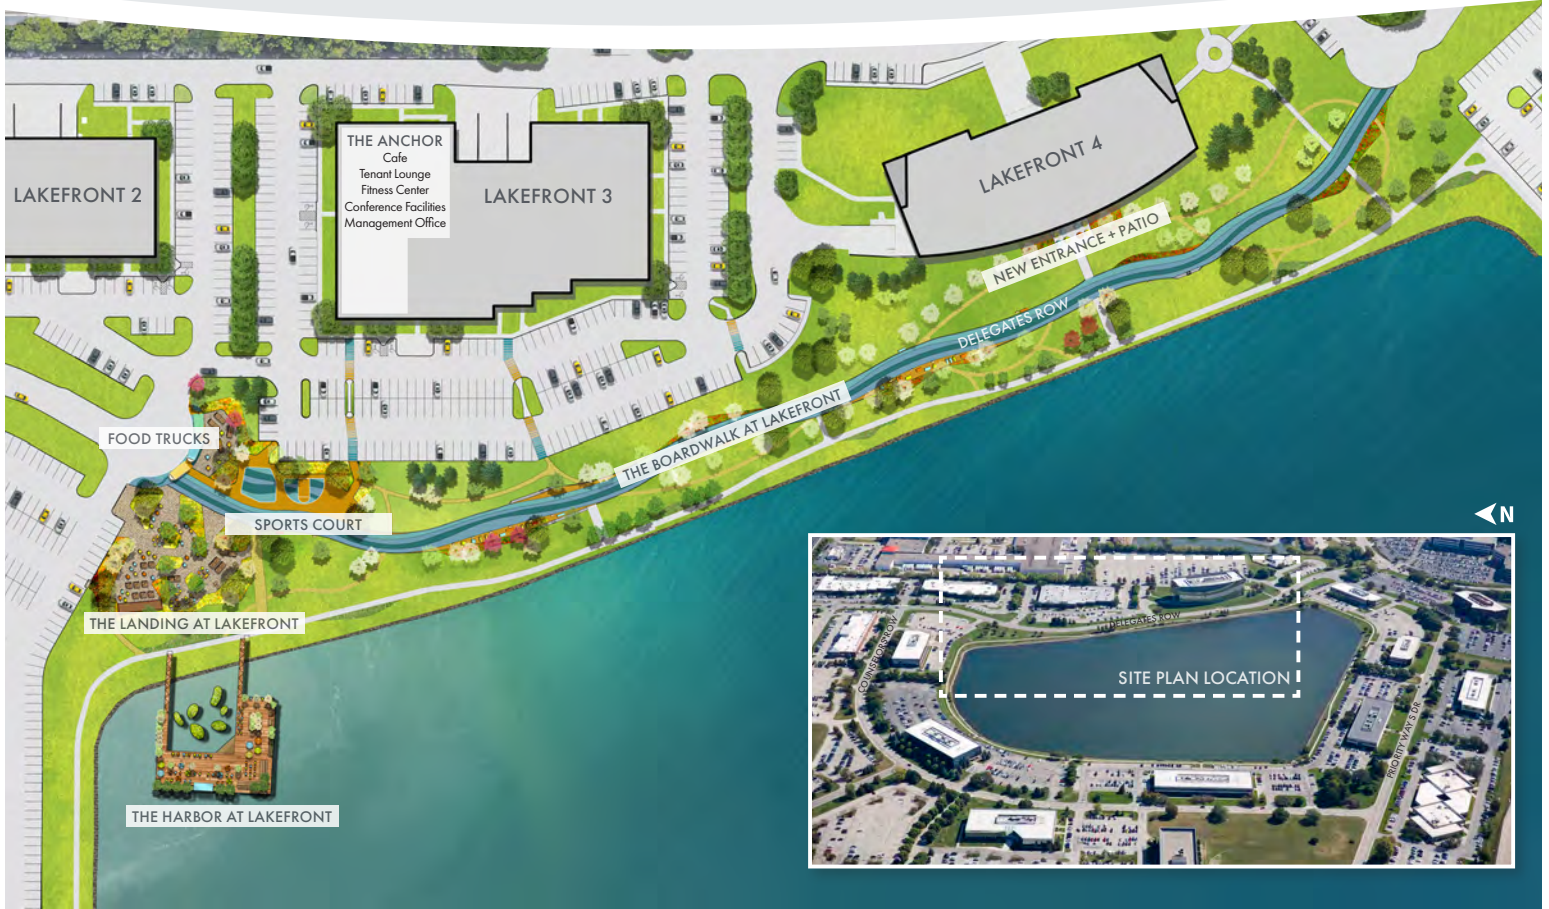 THE ANCHOR
Cafe
Tenant Lounge
Fitness Center
Conference Facilities
Management Office
LAKEFRONT 2
LAKEFRONT 3
LAKEFRONT 4
NEW ENTRANCE + PATIO
DELEGATES ROW
THE BOARDWALK AT LAKEFRONT
FOOD TRUCKS
SPORTS COURT
THE LANDING AT LAKEFRONT
THE HARBOR AT LAKEFRONT
N
DELEGATES ROW
COUNSELORS ROW
SITE PLAN LOCATION
PRIORITY WAY S DR